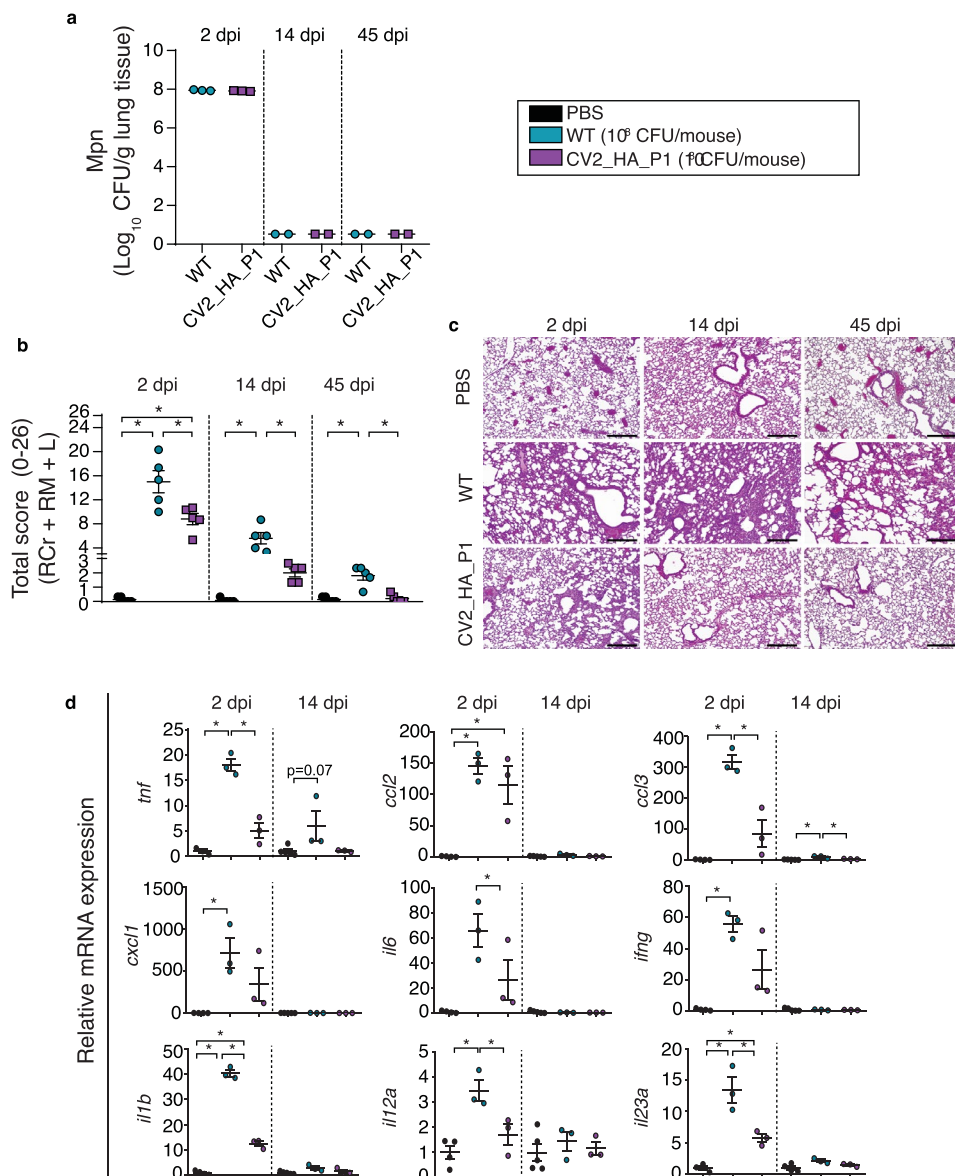 a
2 dpi 14 dpi 45 dpi
Mpn
(Log10 CFU/g lung tissue)
10
8
6
4
2
0
WT CV2_HA_P1 WT CV2_HA_P1 WT CV2_HA_P1
PBS
WT (10⁸ CFU/mouse)
CV2_HA_P1 (10⁸ CFU/mouse)
b
2 dpi 14 dpi 45 dpi
Total score (0-26)
(RCr + RM + L)
26
24
20
16
12
8
4
3
2
1
0
* * *
* *
* *
c
2 dpi 14 dpi 45 dpi
PBS
WT
CV2_HA_P1
d
Relative mRNA expression
2 dpi 14 dpi
tnf
25
20
15
10
5
0
* *
p=0.07
2 dpi 14 dpi
ccl2
200
150
100
50
0
*
*
2 dpi 14 dpi
ccl3
400
300
200
100
0
* *
* *
cxcl1
1500
1000
500
0
*
il6
100
80
60
40
20
0
*
ifng
80
60
40
20
0
*
il1b
50
40
30
20
10
0
*
* *
il12a
5
4
3
2
1
0
* *
il23a
20
15
10
5
0
*
* *